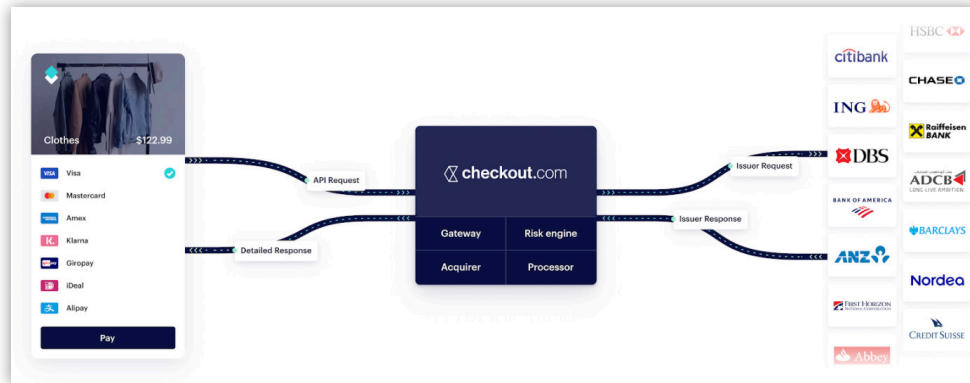 Clothes $122.99
VISA Visa
Mastercard
Amex
K. Klarna
Giropay
iDeal
Alipay
Pay
API Request
Detailed Response
checkout.com
Gateway Risk engine
Acquirer Processor
Issuer Request
Issuer Response
citibank
ING
DBS
BANK OF AMERICA
ANZ
FIRST HORIZON
NATIONAL CORPORATION
Abbey
HSBC
CHASE
Raiffeisen
BANK
ADCB
LONG LIVE AMBITION
BARCLAYS
Nordea
CREDIT SUISSE